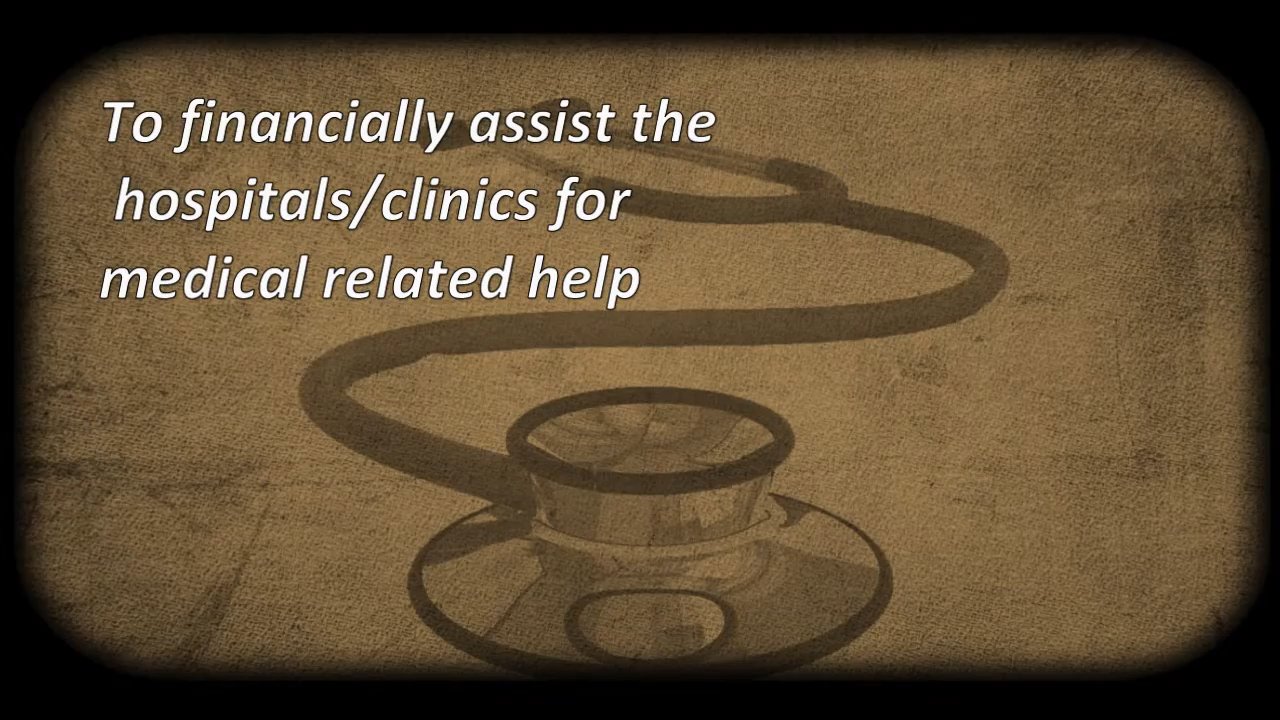 To financially assist the
hospitals/clinics for
medical related help